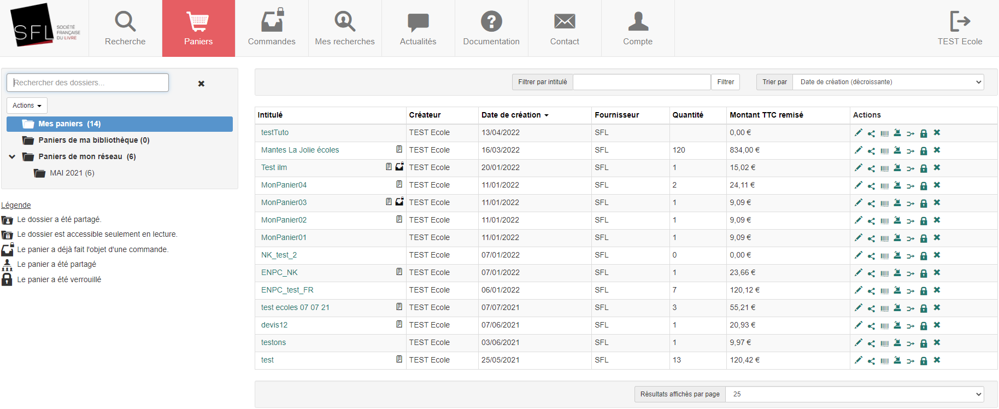 SFL SOCIÉTÉ
FRANÇAISE
DU LIVRE
Recherche
Paniers
Commandes
Mes recherches
Actualités
Documentation
Contact
Compte
TEST Ecole
Rechercher des dossiers...
Actions
Mes paniers (14)
Paniers de ma bibliothèque (0)
Paniers de mon réseau (6)
MAI 2021 (6)
Légende
Le dossier a été partagé.
Le dossier est accessible seulement en lecture.
Le panier a déjà fait l'objet d'une commande.
Le panier a été partagé
Le panier a été verrouillé
Filtrer par intitulé Filtrer Trier par Date de création (décroissante)
Intitulé Créateur Date de création Fournisseur Quantité Montant TTC remisé Actions
testTuto TEST Ecole 13/04/2022 SFL 0,00 €
Mantes La Jolie écoles TEST Ecole 16/03/2022 SFL 120 834,00 €
Test ilm TEST Ecole 20/01/2022 SFL 1 15,02 €
MonPanier04 TEST Ecole 11/01/2022 SFL 2 24,11 €
MonPanier03 TEST Ecole 11/01/2022 SFL 1 9,09 €
MonPanier02 TEST Ecole 11/01/2022 SFL 1 9,09 €
MonPanier01 TEST Ecole 11/01/2022 SFL 1 9,09 €
NK_test_2 TEST Ecole 07/01/2022 SFL 0 0,00 €
ENPC_NK TEST Ecole 07/01/2022 SFL 1 23,66 €
ENPC_test_FR TEST Ecole 06/01/2022 SFL 7 120,12 €
test ecoles 07 07 21 TEST Ecole 07/07/2021 SFL 3 55,21 €
devis12 TEST Ecole 07/06/2021 SFL 1 20,93 €
testons TEST Ecole 03/06/2021 SFL 1 9,97 €
test TEST Ecole 25/05/2021 SFL 13 120,42 €
Résultats affichés par page 25